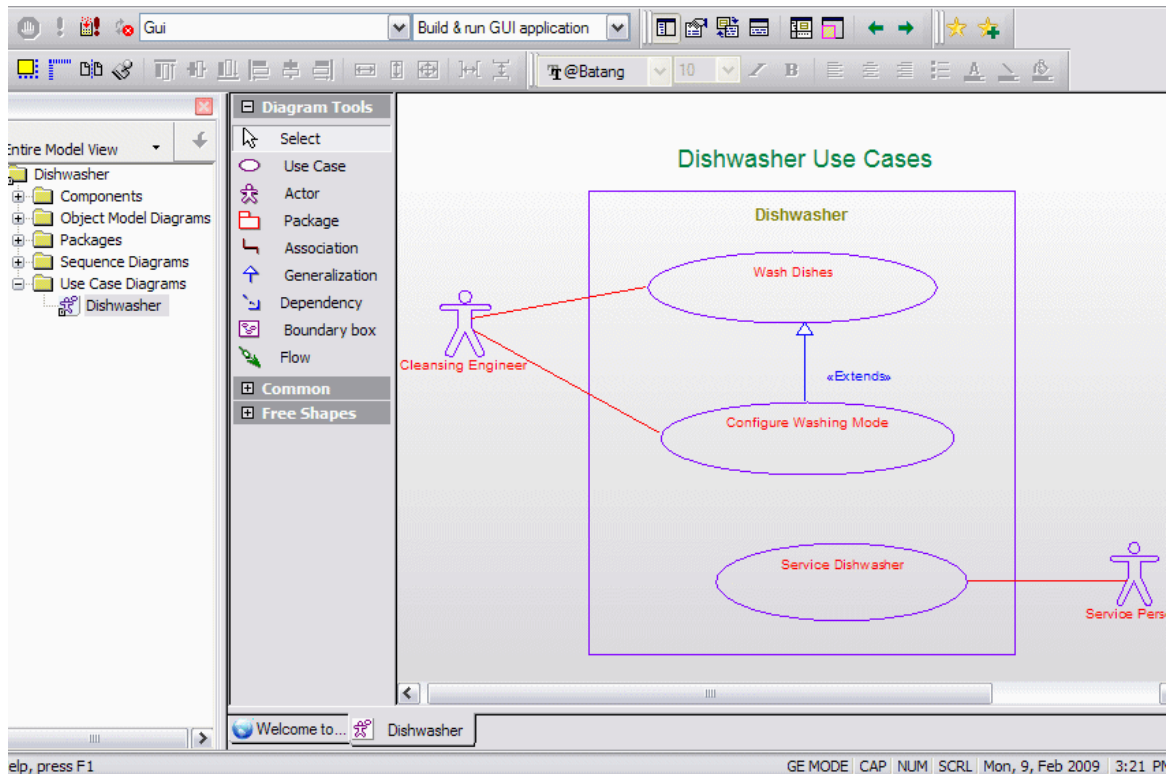 Gui
Build & run GUI application
@Batang
10
Z B
A
Entire Model View
Dishwasher
Components
Object Model Diagrams
Packages
Sequence Diagrams
Use Case Diagrams
Dishwasher
Diagram Tools
Select
Use Case
Actor
Package
Association
Generalization
Dependency
Boundary box
Flow
Common
Free Shapes
Dishwasher Use Cases
Dishwasher
Wash Dishes
Cleansing Engineer
«Extends»
Configure Washing Mode
Service Dishwasher
Service Pers
Welcome to...
Dishwasher
elp, press F1
GE MODE CAP NUM SCRL Mon, 9, Feb 2009 3:21 PM